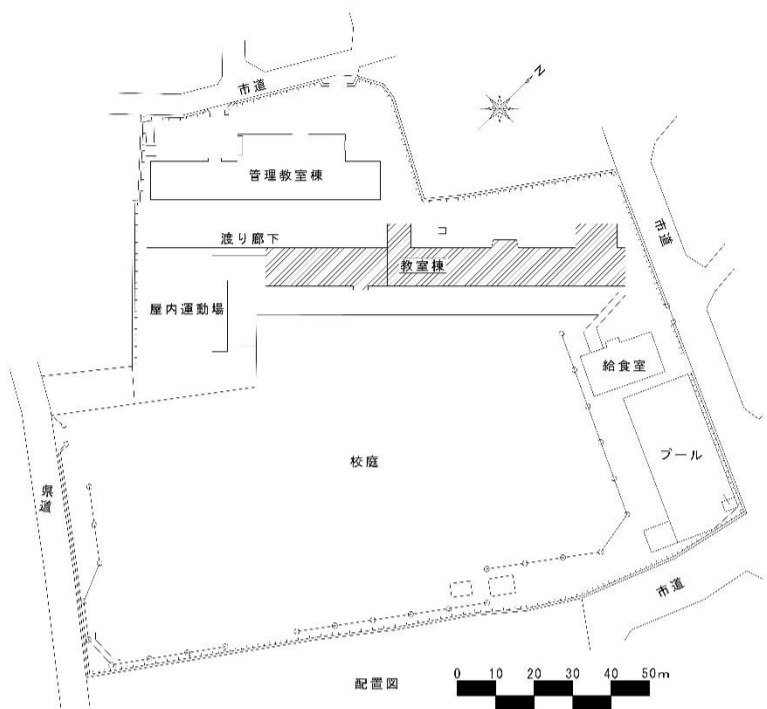 市道
N
管理教室棟
渡り廊下
コ
教室棟
市道
屋内運動場
給食室
プール
校庭
県道
市道
配置図
0 10 20 30 40 50m